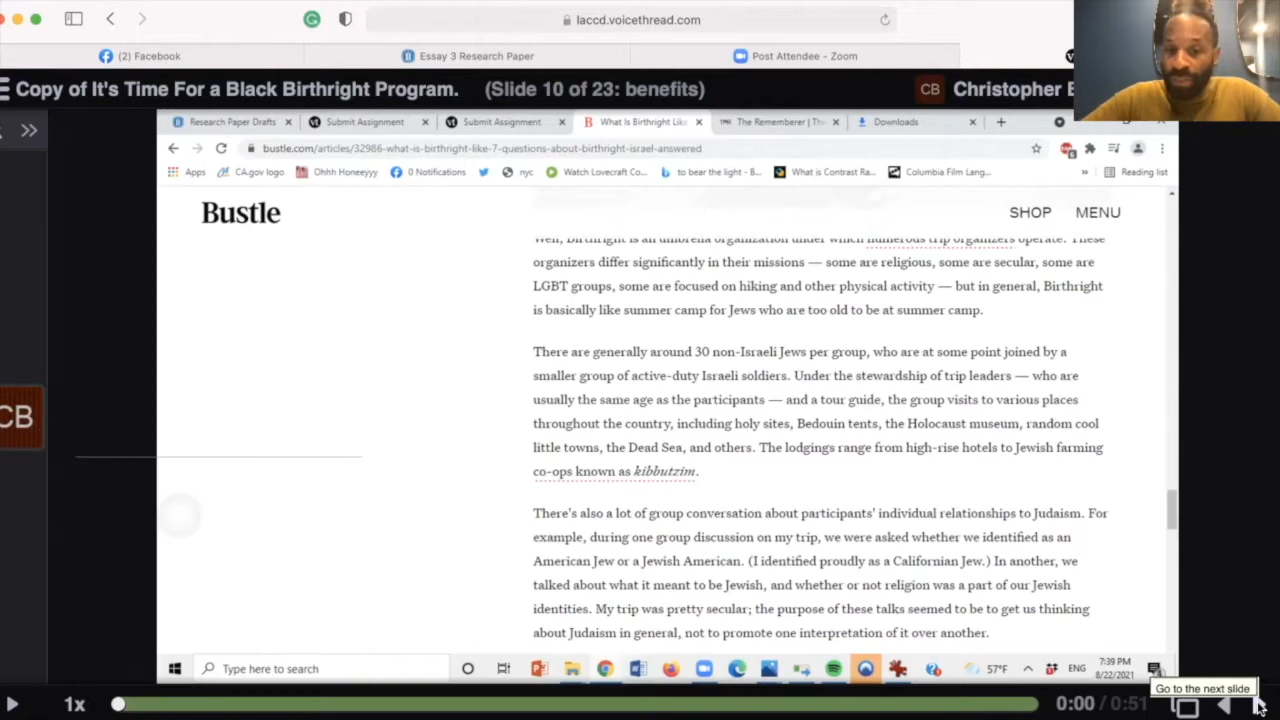 laccd.voicethread.com
(2) Facebook
Essay 3 Research Paper
Post Attendee - Zoom
Copy of It's Time For a Black Birthright Program. (Slide 10 of 23: benefits)
CB
Christopher
Research Paper Drafts
Submit Assignment
Submit Assignment
What Is Birthright Lik
The Rememberer | Th
Downloads
bustle.com/articles/32986-what-is-birthright-like-7-questions-about-birthright-israel-answered
Apps
CA.gov logo
Ohhh Honeeyyy
0 Notifications
nyc
Watch Lovecraft Co...
to bear the light - B...
What is Contrast Ra...
Columbia Film Lang...
»
Reading list
Bustle
SHOP
MENU
Well, Birthright is an umbrella organization under which numerous trip organizers operate. These
organizers differ significantly in their missions — some are religious, some are secular, some are
LGBT groups, some are focused on hiking and other physical activity — but in general, Birthright
is basically like summer camp for Jews who are too old to be at summer camp.
There are generally around 30 non-Israeli Jews per group, who are at some point joined by a
smaller group of active-duty Israeli soldiers. Under the stewardship of trip leaders — who are
usually the same age as the participants — and a tour guide, the group visits to various places
throughout the country, including holy sites, Bedouin tents, the Holocaust museum, random cool
little towns, the Dead Sea, and others. The lodgings range from high-rise hotels to Jewish farming
co-ops known as kibbutzim.
There's also a lot of group conversation about participants' individual relationships to Judaism. For
example, during one group discussion on my trip, we were asked whether we identified as an
American Jew or a Jewish American. (I identified proudly as a Californian Jew.) In another, we
talked about what it meant to be Jewish, and whether or not religion was a part of our Jewish
identities. My trip was pretty secular; the purpose of these talks seemed to be to get us thinking
about Judaism in general, not to promote one interpretation of it over another.
CB
Type here to search
57°F
ENG
7:39 PM
8/22/2021
Go to the next slide
1x
0:00 / 0:51